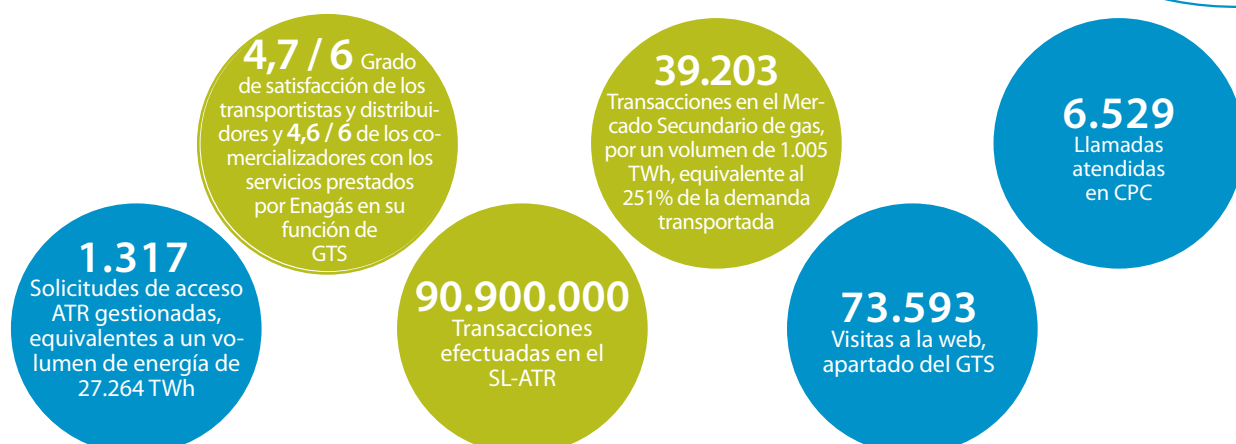 4,7 / 6 Grado
de satisfacción de los
transportistas y distribui-
dores y 4,6 / 6 de los co-
mercializadores con los
servicios prestados
por Enagás en su
función de
GTS
39.203
Transacciones en el Mer-
cado Secundario de gas,
por un volumen de 1.005
TWh, equivalente al
251% de la demanda
transportada
6.529
Llamadas
atendidas
en CPC
1.317
Solicitudes de acceso
ATR gestionadas,
equivalentes a un vo-
lumen de energía de
27.264 TWh
90.900.000
Transacciones
efectuadas en el
SL-ATR
73.593
Visitas a la web,
apartado del GTS